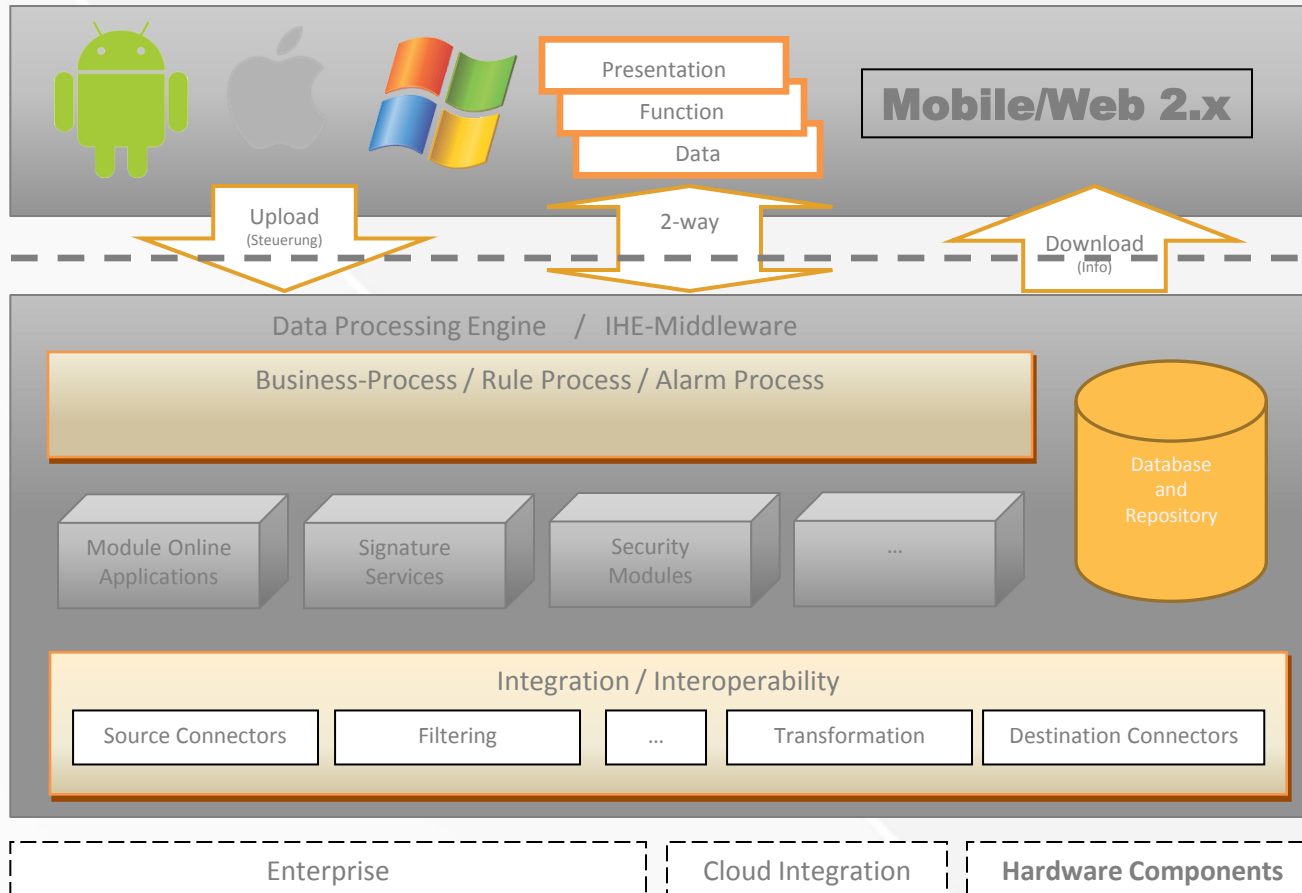 Presentation
Function
Data
Mobile/Web 2.x
Upload
(Steuerung)
2-way
Download
(Info)
Data Processing Engine / IHE-Middleware
Business-Process / Rule Process / Alarm Process
Database
and
Repository
Module Online
Applications
Signature
Services
Security
Modules
...
Integration / Interoperability
Source Connectors
Filtering
...
Transformation
Destination Connectors
Enterprise
Cloud Integration
Hardware Components